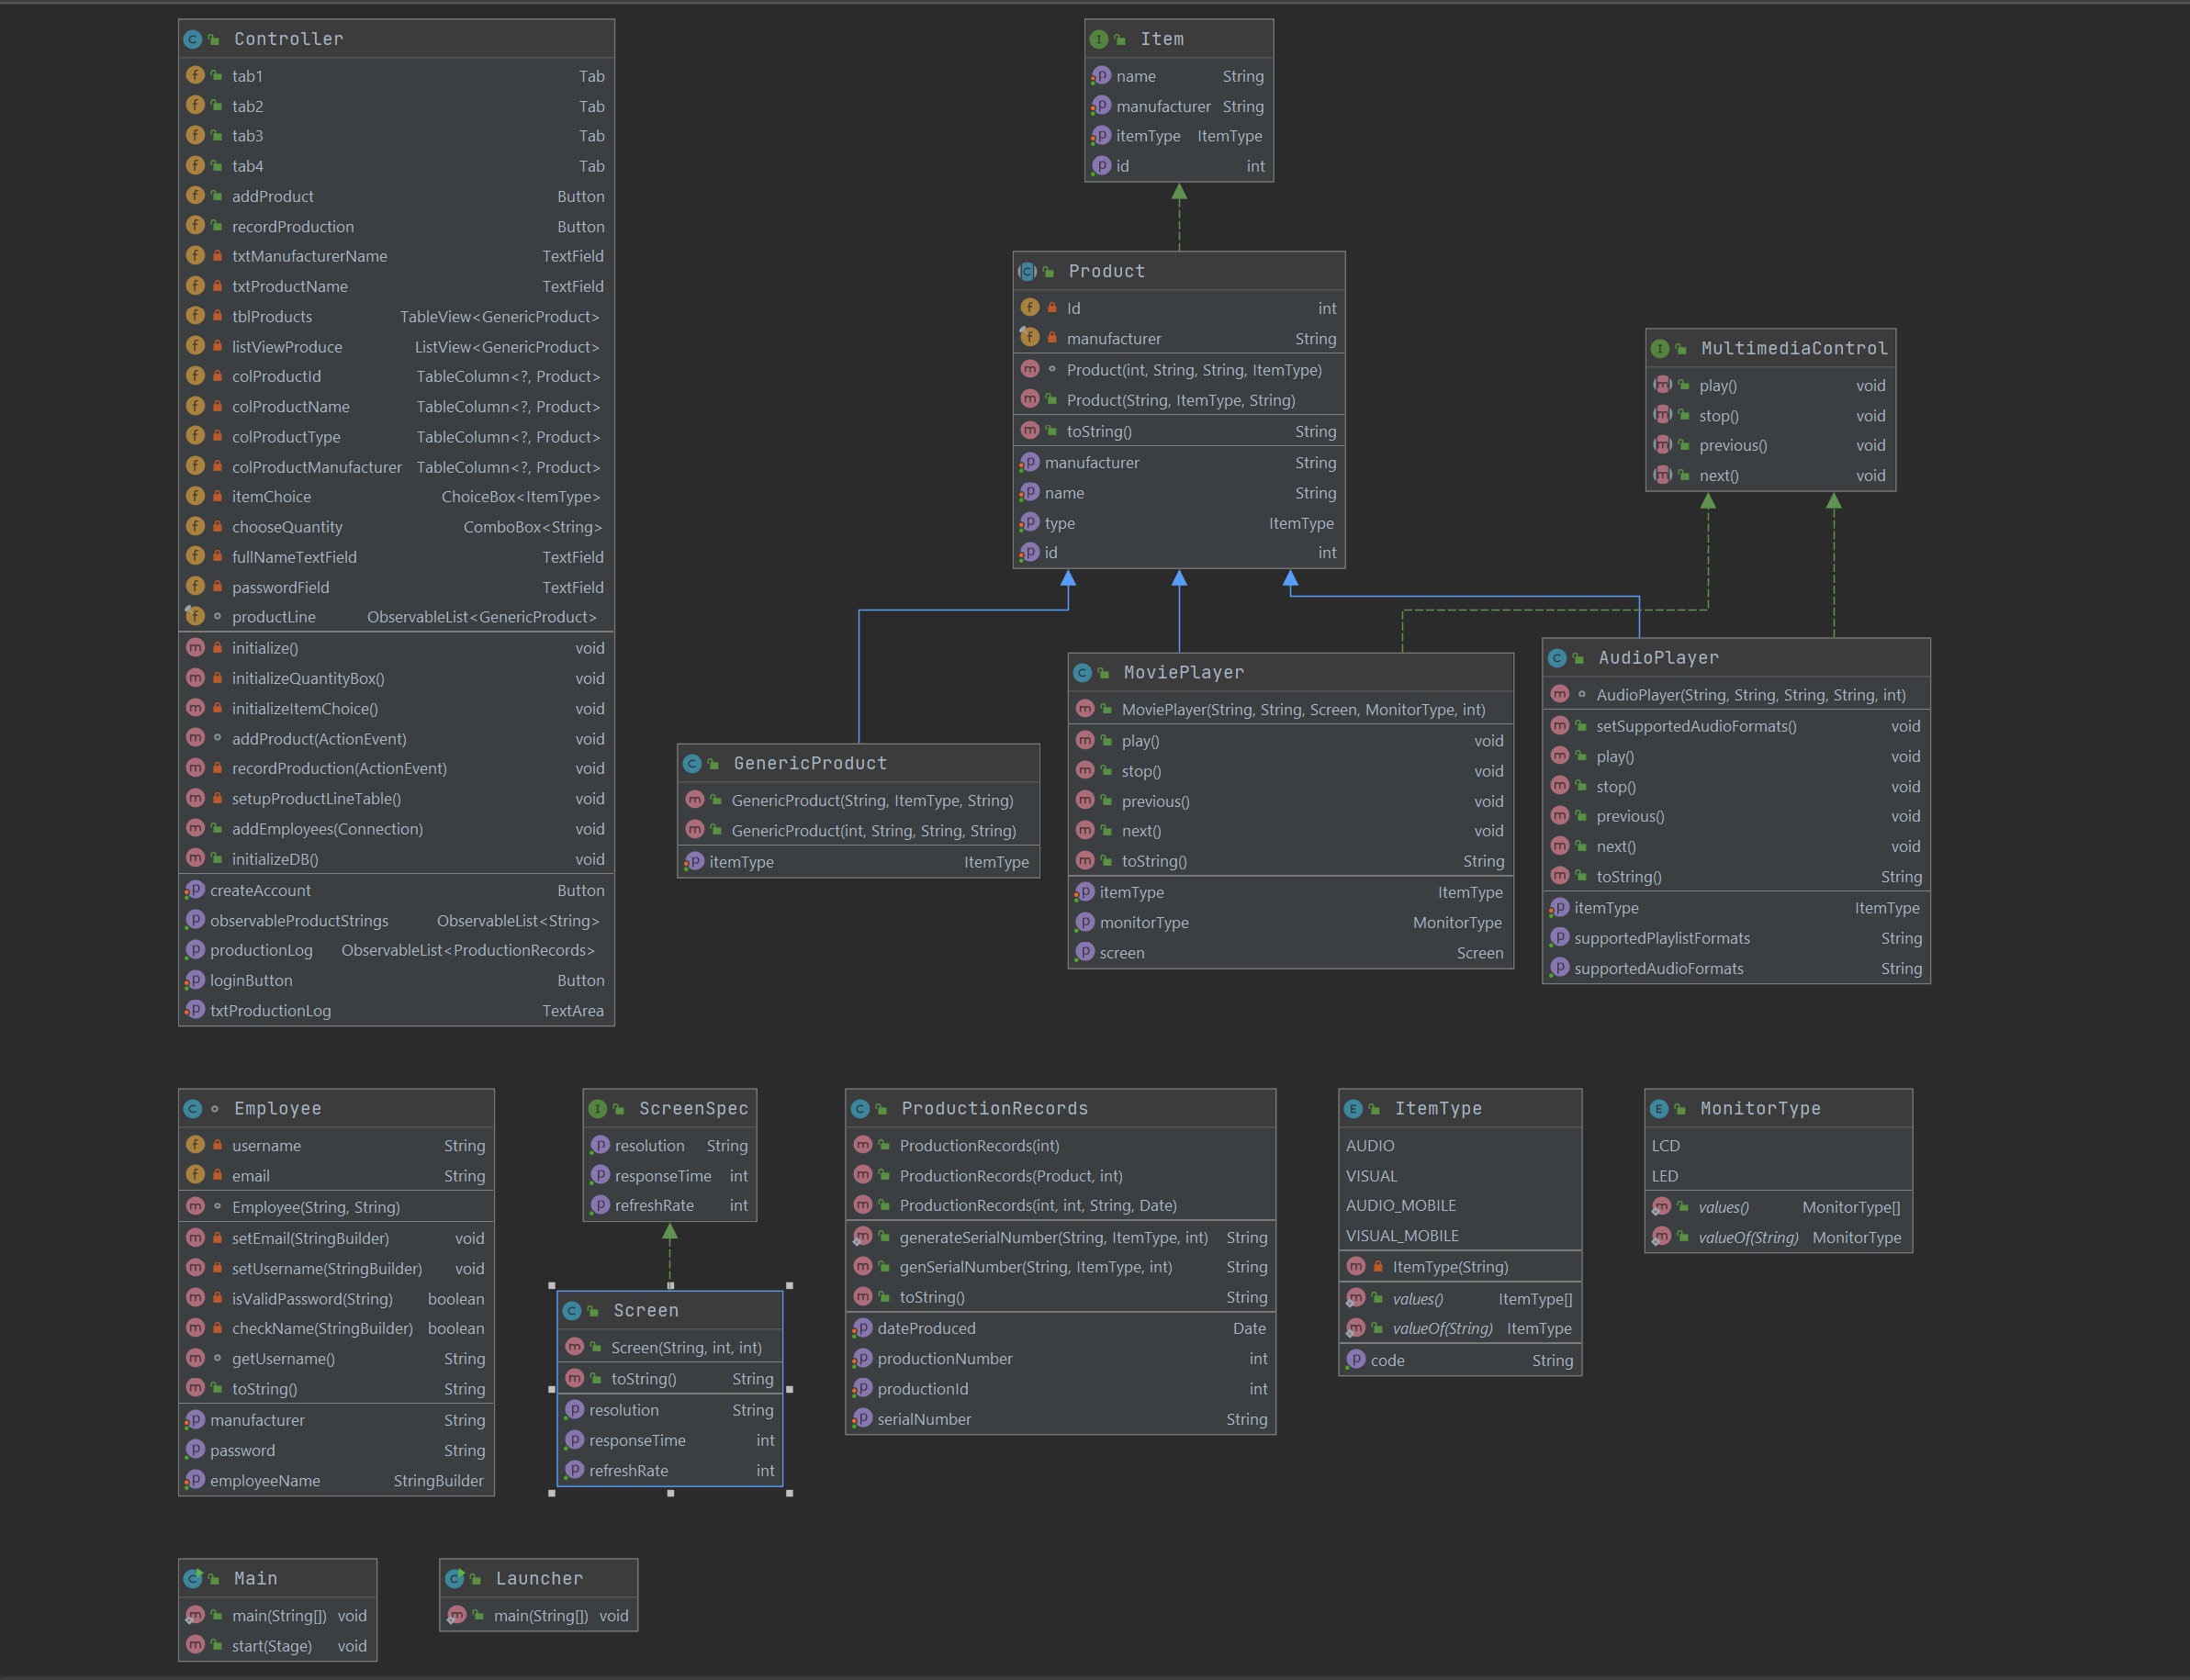 Controller
tab1 Tab
tab2 Tab
tab3 Tab
tab4 Tab
addProduct Button
recordProduction Button
txtManufacturerName TextField
txtProductName TextField
tblProducts TableView<GenericProduct>
listViewProduce ListView<GenericProduct>
colProductId TableColumn<?, Product>
colProductName TableColumn<?, Product>
colProductType TableColumn<?, Product>
colProductManufacturer TableColumn<?, Product>
itemChoice ChoiceBox<ItemType>
chooseQuantity ComboBox<String>
fullNameTextField TextField
passwordField TextField
productLine ObservableList<GenericProduct>
initialize() void
initializeQuantityBox() void
initializeItemChoice() void
addProduct(ActionEvent) void
recordProduction(ActionEvent) void
setupProductLineTable() void
addEmployees(Connection) void
initializeDB() void
createAccount Button
observableProductStrings ObservableList<String>
productionLog ObservableList<ProductionRecords>
loginButton Button
txtProductionLog TextArea
Item
name String
manufacturer String
itemType ItemType
id int
Product
Id int
manufacturer String
Product(int, String, String, ItemType)
Product(String, ItemType, String)
toString() String
manufacturer String
name String
type ItemType
id int
MultimediaControl
play() void
stop() void
previous() void
next() void
GenericProduct
GenericProduct(String, ItemType, String)
GenericProduct(int, String, String, String)
itemType ItemType
MoviePlayer
MoviePlayer(String, String, Screen, MonitorType, int)
play() void
stop() void
previous() void
next() void
toString() String
itemType ItemType
monitorType MonitorType
screen Screen
AudioPlayer
AudioPlayer(String, String, String, String, int)
setSupportedAudioFormats() void
play() void
stop() void
previous() void
next() void
toString() String
itemType ItemType
supportedPlaylistFormats String
supportedAudioFormats String
Employee
username String
email String
Employee(String, String)
setEmail(StringBuilder) void
setUsername(StringBuilder) void
isValidPassword(String) boolean
checkName(StringBuilder) boolean
getUsername() String
toString() String
manufacturer String
password String
employeeName StringBuilder
ScreenSpec
resolution String
responseTime int
refreshRate int
Screen
Screen(String, int, int)
toString() String
resolution String
responseTime int
refreshRate int
ProductionRecords
ProductionRecords(int)
ProductionRecords(Product, int)
ProductionRecords(int, int, String, Date)
generateSerialNumber(String, ItemType, int) String
genSerialNumber(String, ItemType, int) String
toString() String
dateProduced Date
productionNumber int
productionId int
serialNumber String
ItemType
AUDIO
VISUAL
AUDIO_MOBILE
VISUAL_MOBILE
ItemType(String)
values() ItemType[]
valueOf(String) ItemType
code String
MonitorType
LCD
LED
values() MonitorType[]
valueOf(String) MonitorType
Main
main(String[]) void
start(Stage) void
Launcher
main(String[]) void